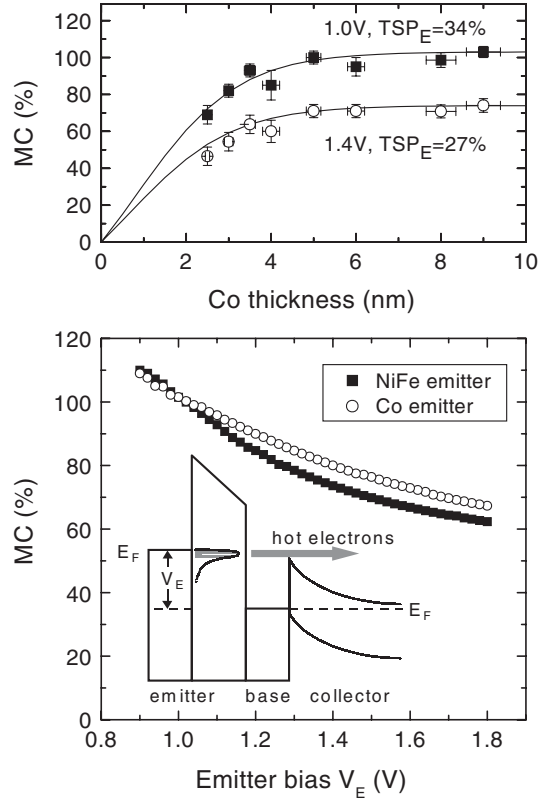 120
100
80
60
40
20
0
MC (%)
1.0V, TSP_E=34%
1.4V, TSP_E=27%
0 2 4 6 8 10
Co thickness (nm)
120
100
80
60
40
20
0
MC (%)
NiFe emitter
Co emitter
hot electrons
E_F
V_E
E_F
emitter base collector
0.8 1.0 1.2 1.4 1.6 1.8
Emitter bias V_E (V)